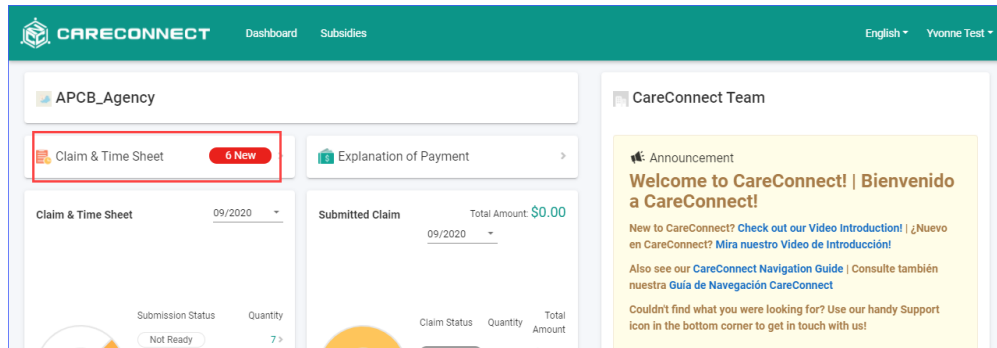 CARECONNECT Dashboard Subsidies English Yvonne Test
APCB_Agency
Claim & Time Sheet 6 New
Explanation of Payment
Claim & Time Sheet 09/2020
Submission Status Quantity
Not Ready 7
Submitted Claim Total Amount: $0.00
09/2020
Claim Status Quantity Total
Amount
CareConnect Team
Announcement
Welcome to CareConnect! | Bienvenido
a CareConnect!
New to CareConnect? Check out our Video Introduction! | ¿Nuevo
en CareConnect? Mira nuestro Video de Introducción!
Also see our CareConnect Navigation Guide | Consulte también
nuestra Guía de Navegación CareConnect
Couldn't find what you were looking for? Use our handy Support
icon in the bottom corner to get in touch with us!